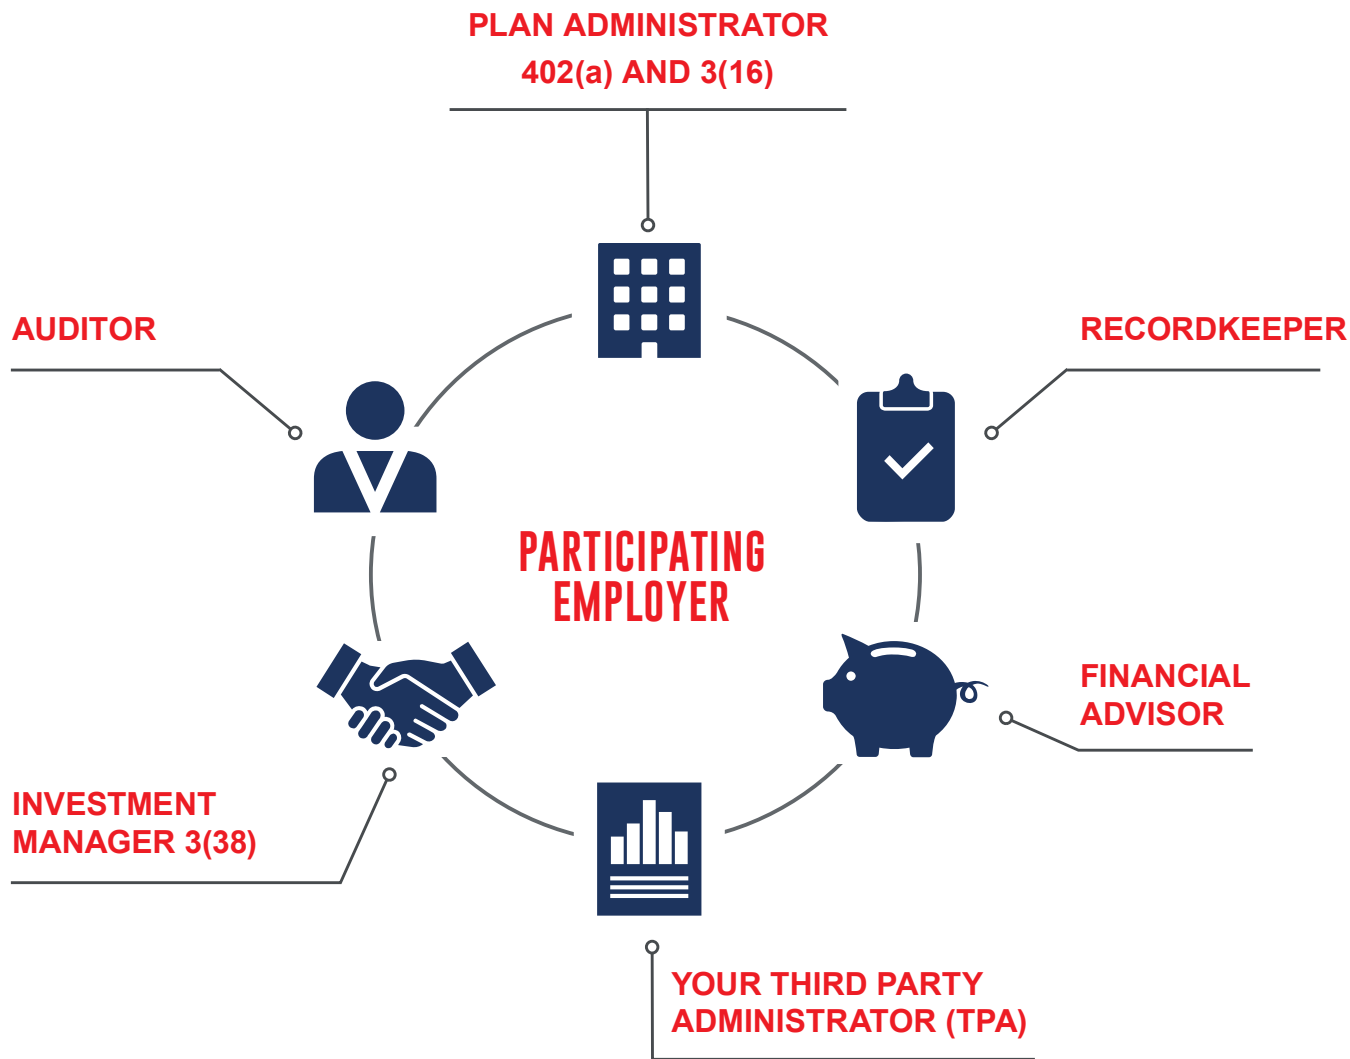 PLAN ADMINISTRATOR
402(a) AND 3(16)
AUDITOR
RECORDKEEPER
PARTICIPATING
EMPLOYER
FINANCIAL
ADVISOR
INVESTMENT
MANAGER 3(38)
YOUR THIRD PARTY
ADMINISTRATOR (TPA)